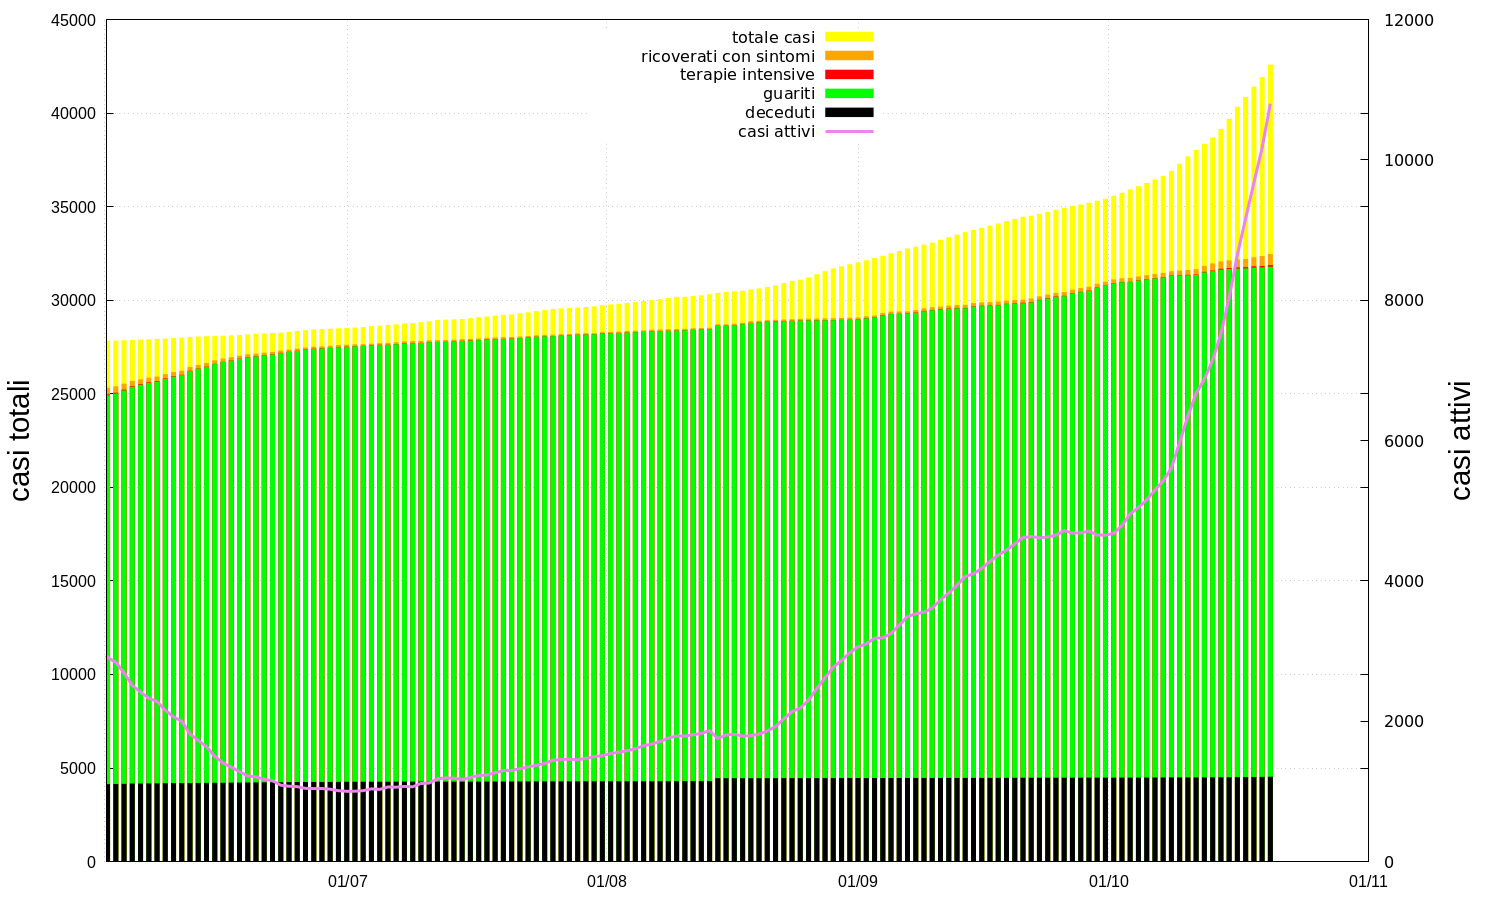 45000
40000
35000
30000
25000
20000
15000
10000
5000
0
casi totali
totale casi
ricoverati con sintomi
terapie intensive
guariti
deceduti
casi attivi
12000
10000
8000
6000
4000
2000
0
casi attivi
01/07
01/08
01/09
01/10
01/11